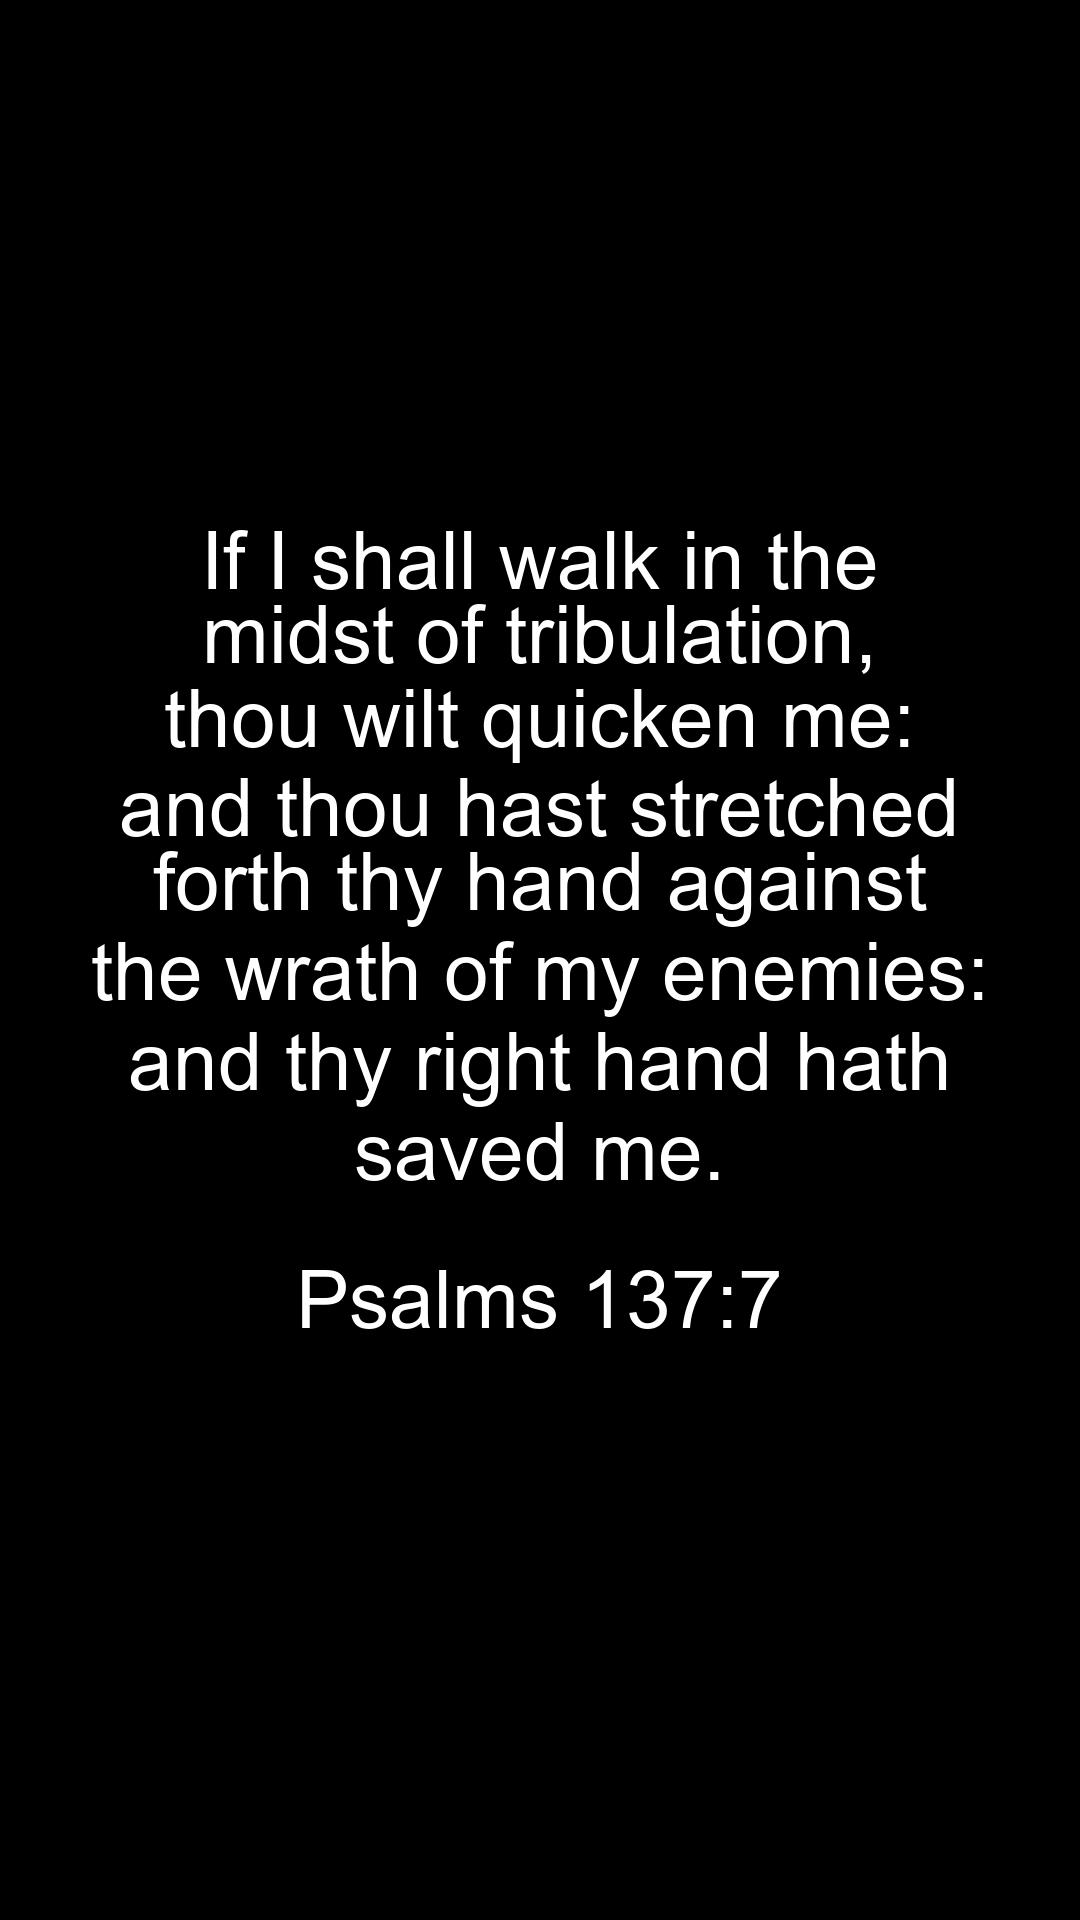 If I shall walk in the
midst of tribulation,
thou wilt quicken me:
and thou hast stretched
forth thy hand against
the wrath of my enemies:
and thy right hand hath
saved me.
Psalms 137:7